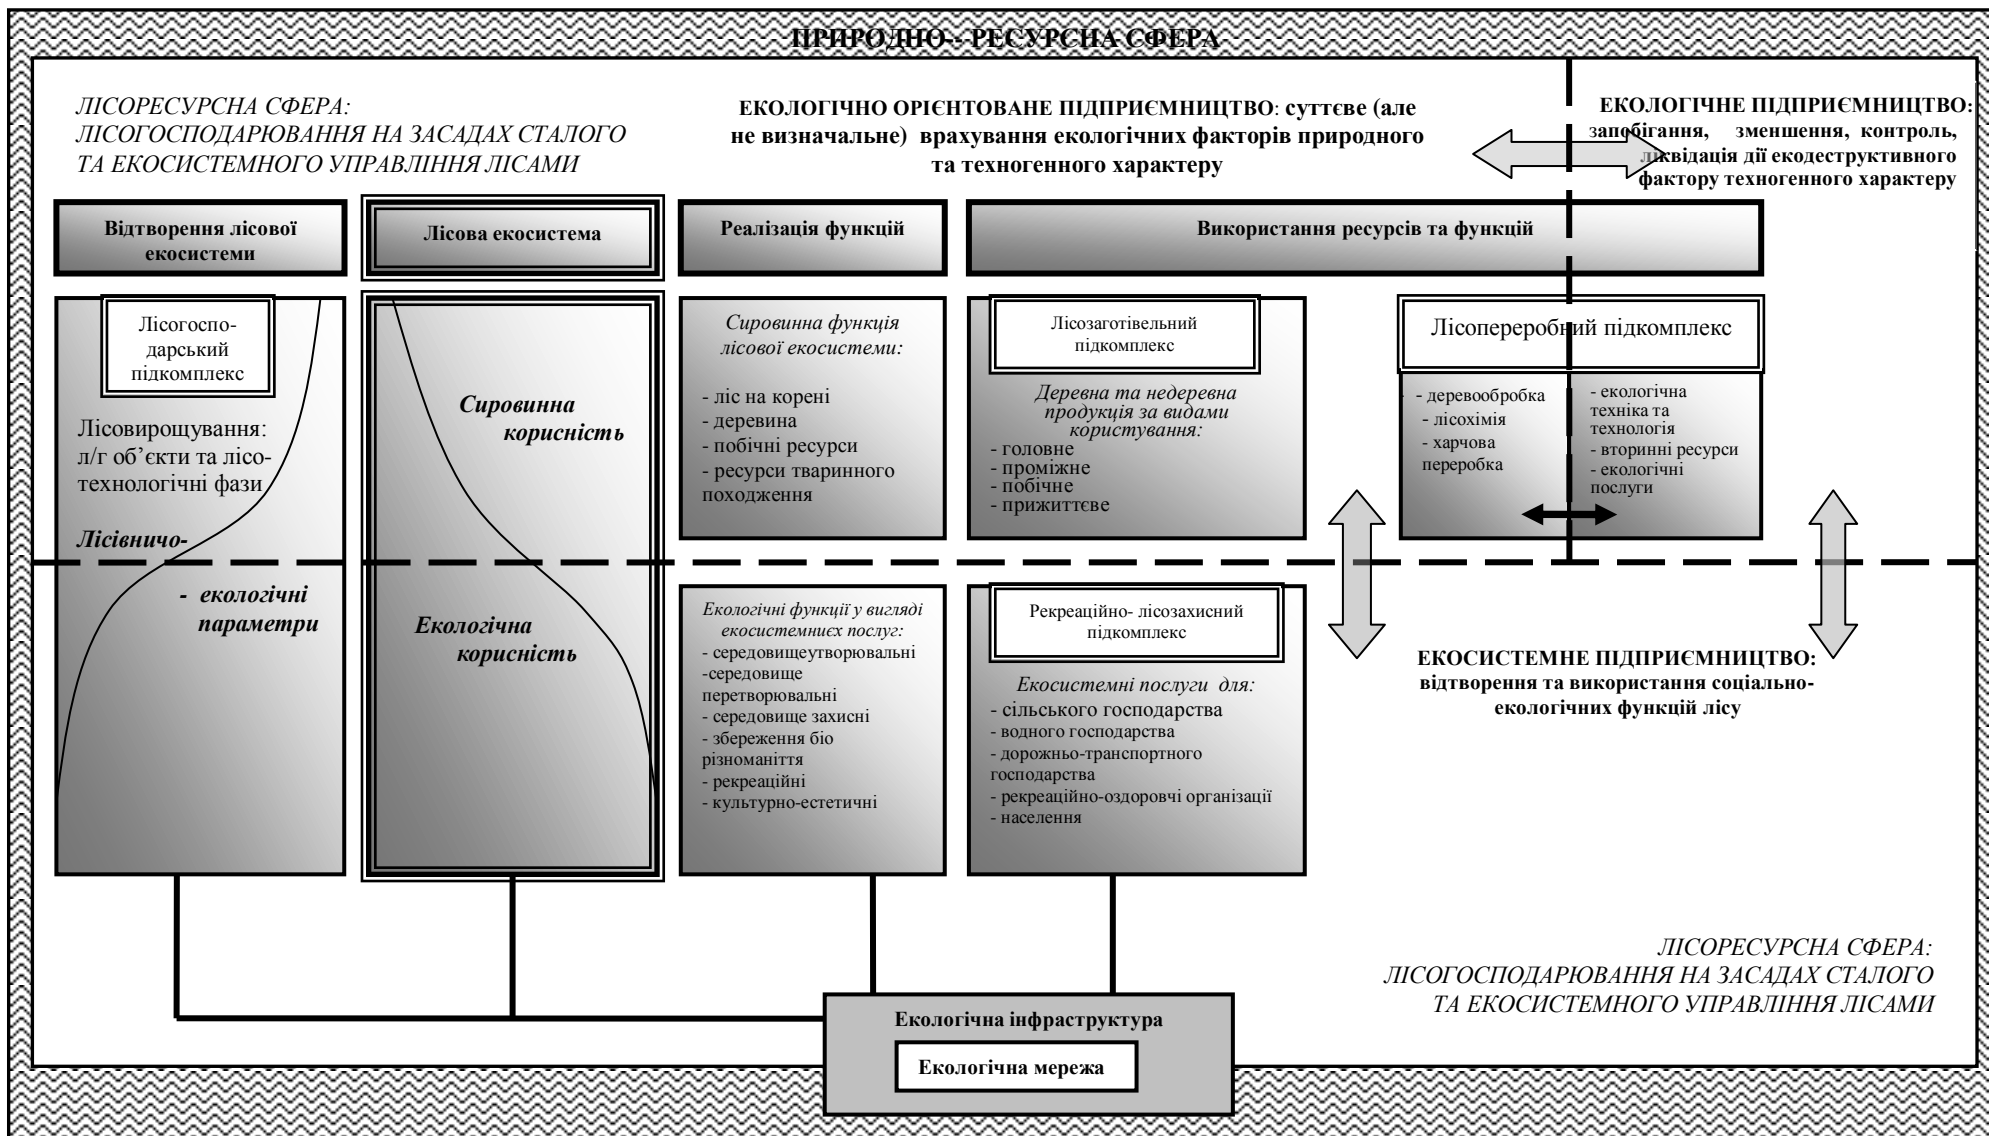 ПРИРОДНО-- РЕСУРСНА СФЕРА
ЛІСОРЕСУРСНА СФЕРА:
ЛІСОГОСПОДАРЮВАННЯ НА ЗАСАДАХ СТАЛОГО
ТА ЕКОСИСТЕМНОГО УПРАВЛІННЯ ЛІСАМИ
ЕКОЛОГІЧНО ОРІЄНТОВАНЕ ПІДПРИЄМНИЦТВО: суттєве (але
не визначальне) врахування екологічних факторів природного
та техногенного характеру
ЕКОЛОГІЧНЕ ПІДПРИЄМНИЦТВО:
запобігання, зменшення, контроль,
ліквідація дії екодеструктивного
фактору техногенного характеру
Відтворення лісової
екосистеми
Лісова екосистема
Реалізація функцій
Використання ресурсів та функцій
Лісогоспо-
дарський
підкомплекс
Лісовирощування:
л/г об’єкти та лісо-
технологічні фази
Лісівничо-
- екологічні
параметри
Сировинна
корисність
Екологічна
корисність
Сировинна функція
лісової екосистеми:
- ліс на корені
- деревина
- побічні ресурси
- ресурси тваринного
походження
Лісозаготівельний
підкомплекс
Деревна та недеревна
продукція за видами
користування:
- головне
- проміжне
- побічне
- прижиттєве
Лісопереробний підкомплекс
- - деревообробка
- лісохімія
- харчова
переробка
- екологічна
техніка та
технологія
- вторинні ресурси
- екологічні
послуги
Екологічні функції у вигляді
екосистемниєх послуг:
- середовищеутворювальні
-середовище
перетворювальні
- середовище захисні
- збереження біо
різноманіття
- рекреаційні
- культурно-естетичні
Рекреаційно- лісозахисний
підкомплекс
Екосистемні послуги для:
- сільського господарства
- водного господарства
- дорожньо-транспортного
господарства
- рекреаційно-оздоровчі організації
- населення
ЕКОСИСТЕМНЕ ПІДПРИЄМНИЦТВО:
відтворення та використання соціально-
екологічних функцій лісу
ЛІСОРЕСУРСНА СФЕРА:
ЛІСОГОСПОДАРЮВАННЯ НА ЗАСАДАХ СТАЛОГО
ТА ЕКОСИСТЕМНОГО УПРАВЛІННЯ ЛІСАМИ
Екологічна інфраструктура
Екологічна мережа